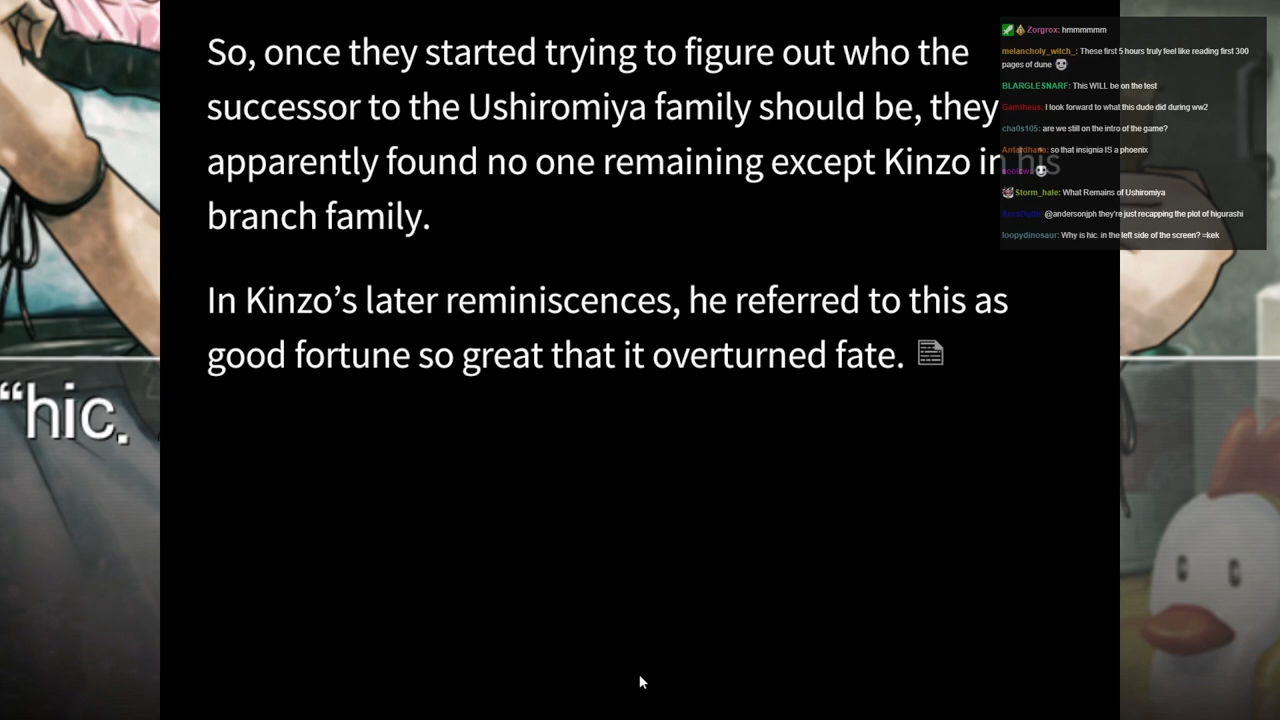 So, once they started trying to figure out who the
successor to the Ushiromiya family should be, they
apparently found no one remaining except Kinzo in his
branch family.
In Kinzo’s later reminiscences, he referred to this as
good fortune so great that it overturned fate.
“hic.
Zorgrox: hmmmmmm
melancholy_witch_: These first 5 hours truly feel like reading first 300
pages of dune
BLARGLESNARF: This WILL be on the test
Gamtheus: I look forward to what this dude did during ww2
cha0s105: are we still on the intro of the game?
so that insignia IS a phoenix
Storm_hale: What Remains of Ushiromiya
@andersonjph they're just recapping the plot of higurashi
loopydinosaur: Why is hic. in the left side of the screen? =kek